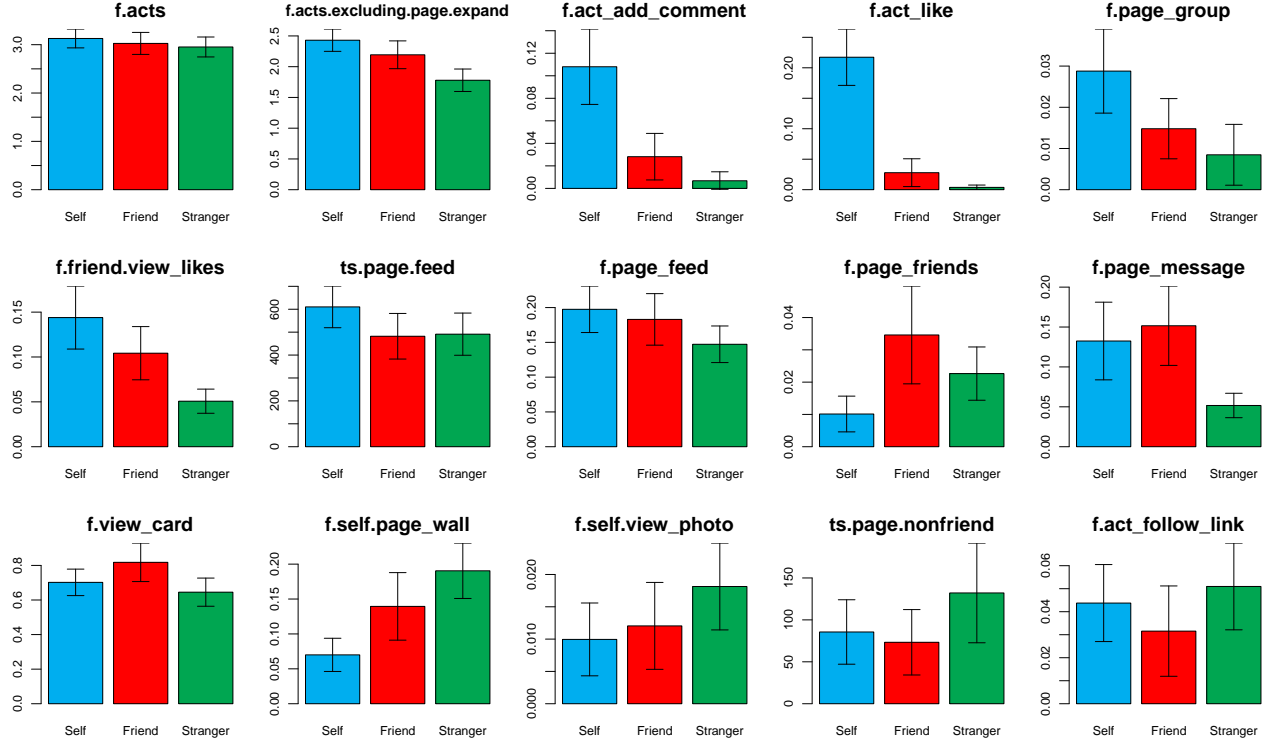 f.acts
f.acts.excluding.page.expand
f.act_add_comment
f.act_like
f.page_group
0.0 1.0 2.0 3.0
0.0 0.5 1.0 1.5 2.0 2.5
0.00 0.04 0.08 0.12
0.00 0.10 0.20
0.00 0.01 0.02 0.03
Self Friend Stranger
Self Friend Stranger
Self Friend Stranger
Self Friend Stranger
Self Friend Stranger
f.friend.view_likes
ts.page.feed
f.page_feed
f.page_friends
f.page_message
0.00 0.05 0.10 0.15
0 200 400 600
0.00 0.05 0.10 0.15 0.20
0.00 0.02 0.04
0.00 0.05 0.10 0.15 0.20
Self Friend Stranger
Self Friend Stranger
Self Friend Stranger
Self Friend Stranger
Self Friend Stranger
f.view_card
f.self.page_wall
f.self.view_photo
ts.page.nonfriend
f.act_follow_link
0.0 0.2 0.4 0.6 0.8
0.00 0.05 0.10 0.15 0.20
0.000 0.010 0.020
0 50 100 150
0.00 0.02 0.04 0.06
Self Friend Stranger
Self Friend Stranger
Self Friend Stranger
Self Friend Stranger
Self Friend Stranger